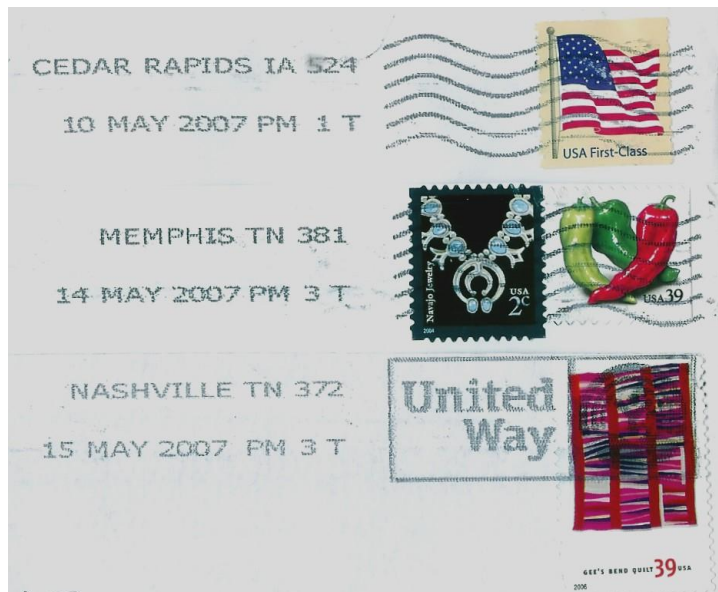 CEDAR RAPIDS IA 524
10 MAY 2007 PM 1 T
USA First-Class
MEMPHIS TN 381
14 MAY 2007 PM 3 T
Navajo Jewelry
USA
2c
2004
USA 39
NASHVILLE TN 372
15 MAY 2007 PM 3 T
United
Way
GEE'S BEND QUILT 39 USA
2006